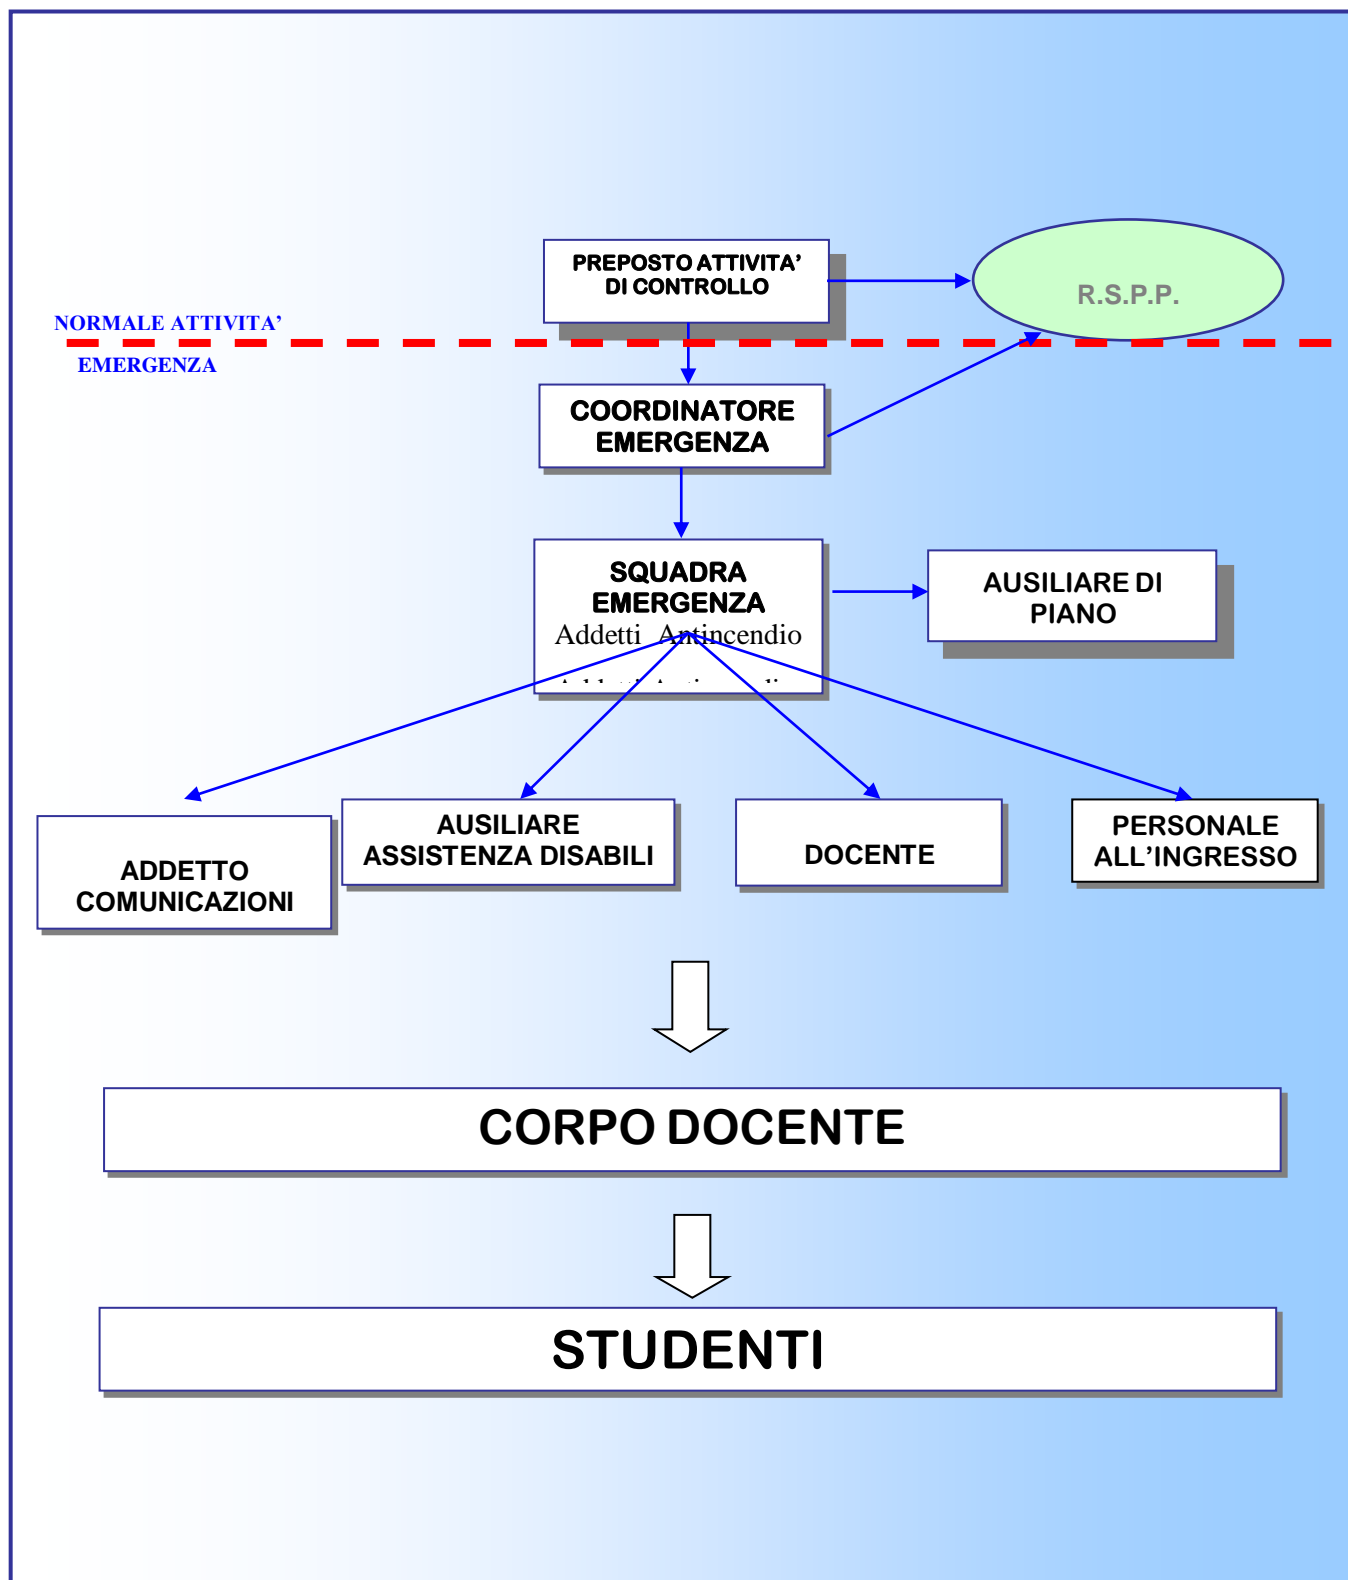 PREPOSTO ATTIVITA’
DI CONTROLLO
R.S.P.P.
NORMALE ATTIVITA’
EMERGENZA
COORDINATORE
EMERGENZA
SQUADRA
EMERGENZA
Addetti Antincendio
AUSILIARE DI
PIANO
ADDETTO
COMUNICAZIONI
AUSILIARE
ASSISTENZA DISABILI
DOCENTE
PERSONALE
ALL’INGRESSO
CORPO DOCENTE
STUDENTI